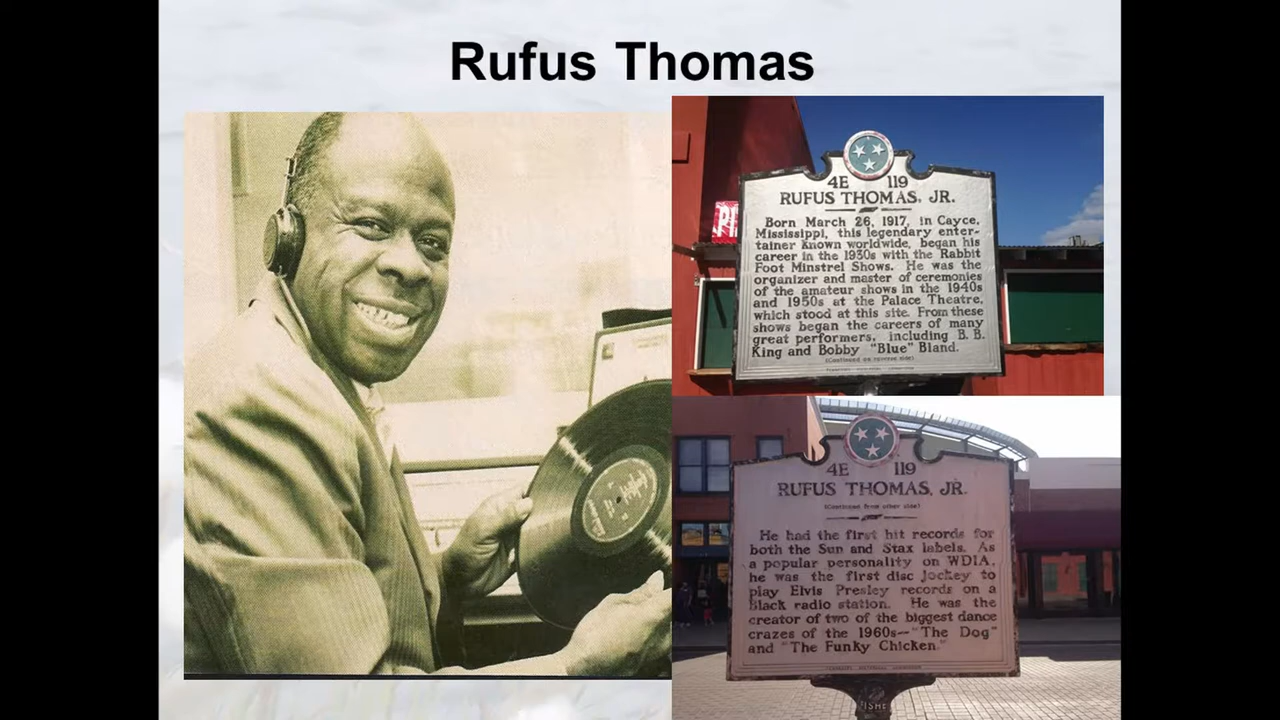 Rufus Thomas
4E 119
RUFUS THOMAS, JR.
Born March 26, 1917, in Cayce,
Mississippi, this legendary enter-
tainer known worldwide, began his
career in the 1930s with the Rabbit
Foot Minstrel Shows. He was the
organizer and master of ceremonies
of the amateur shows in the 1940s
and 1950s at the Palace Theatre,
which stood at this site. From these
shows began the careers of many
great performers, including B. B.
King and Bobby "Blue" Bland.
(Continued on reverse side)
4E 119
RUFUS THOMAS, JR.
(Continued from other side)
He had the first hit records for
both the Sun and Stax labels. As
a popular personality on WDIA,
he was the first disc jockey to
play Elvis Presley records on a
Black radio station. He was the
creator of two of the biggest dance
crazes of the 1960s—"The Dog"
and "The Funky Chicken."